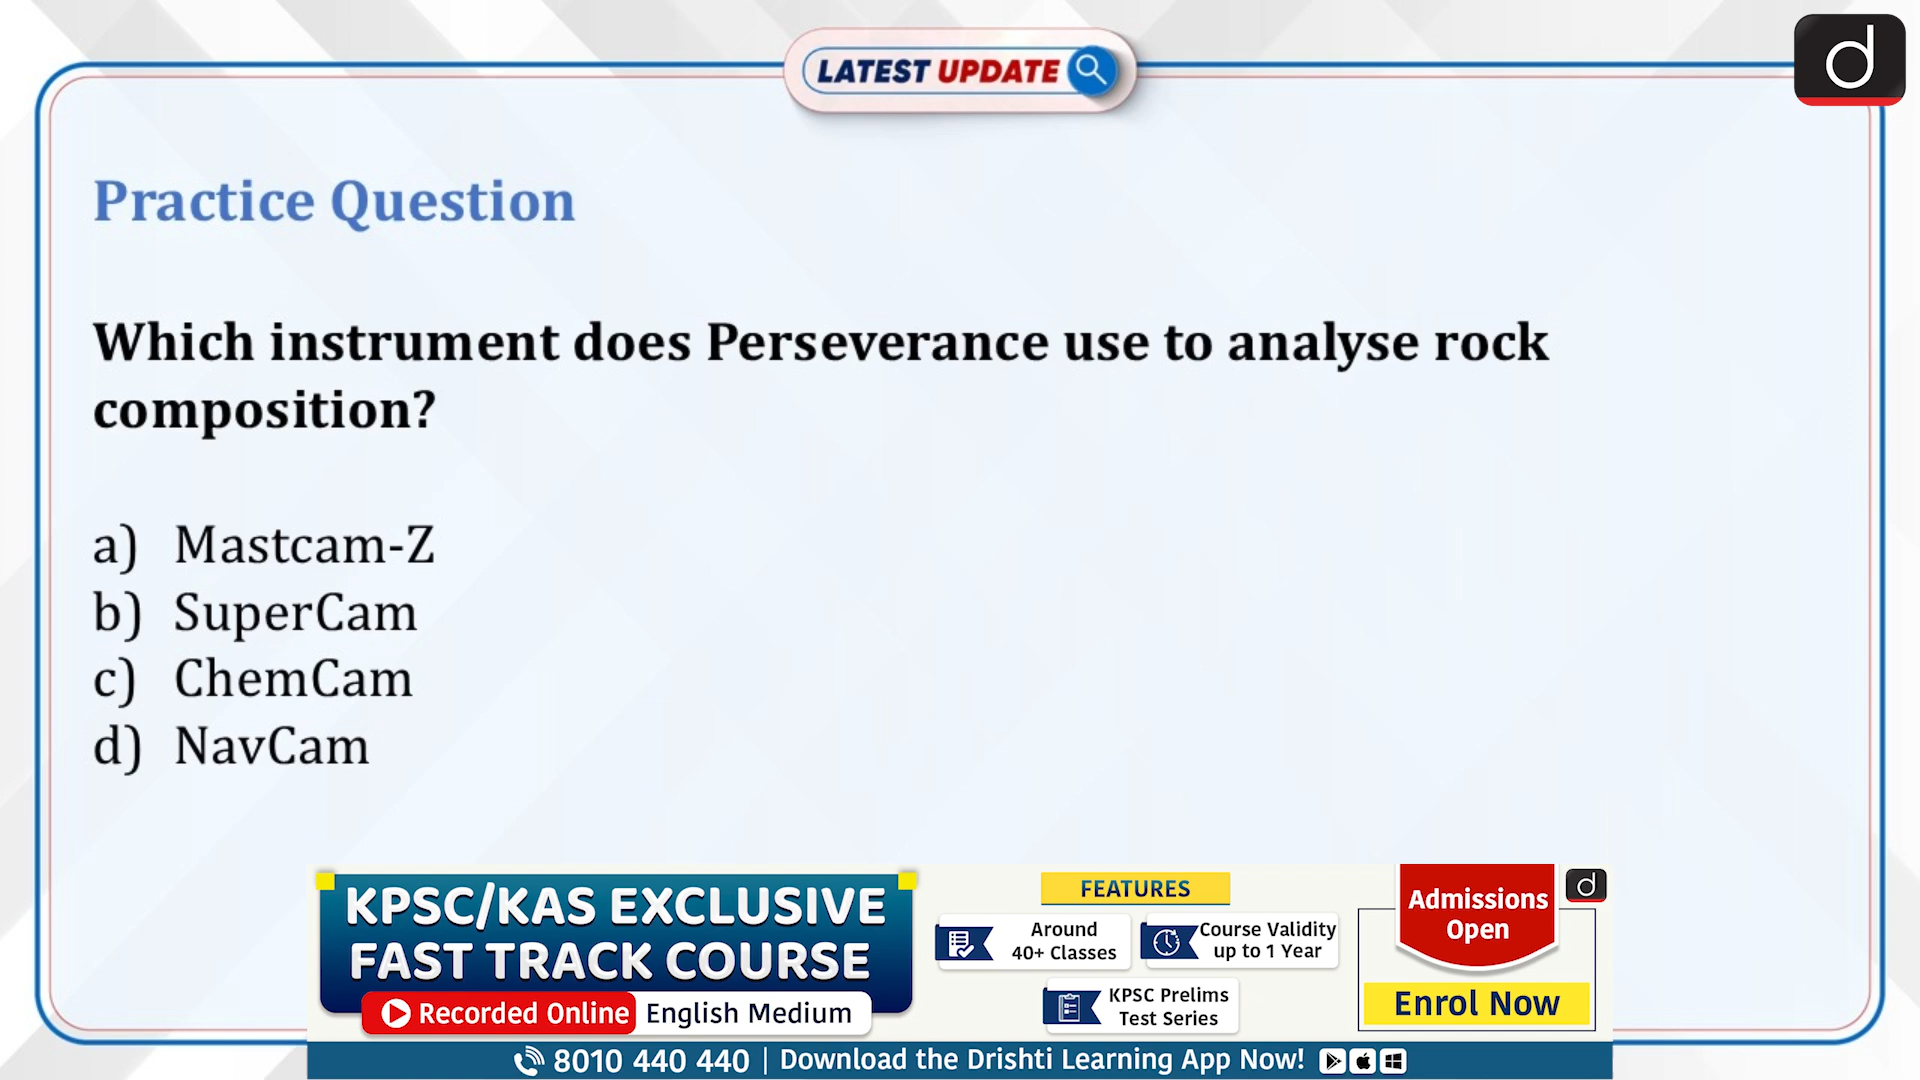 LATEST UPDATE
d
Practice Question
Which instrument does Perseverance use to analyse rock
composition?
a) Mastcam-Z
b) SuperCam
c) ChemCam
d) NavCam
KPSC/KAS EXCLUSIVE
FAST TRACK COURSE
Recorded Online English Medium
FEATURES
Around
40+ Classes
Course Validity
up to 1 Year
KPSC Prelims
Test Series
Admissions
Open
d
Enrol Now
8010 440 440 | Download the Drishti Learning App Now!